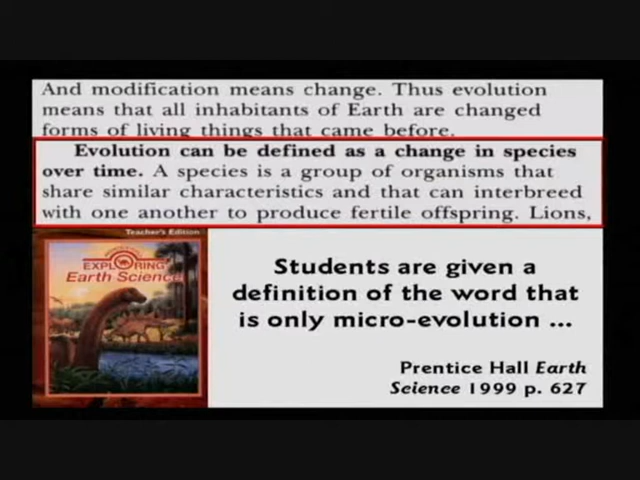 And modification means change. Thus evolution
means that all inhabitants of Earth are changed
forms of living things that came before.
Evolution can be defined as a change in species
over time. A species is a group of organisms that
share similar characteristics and that can interbreed
with one another to produce fertile offspring. Lions,
Teacher's Edition
EXPLORING
Earth Science
Students are given a
definition of the word that
is only micro-evolution ...
Prentice Hall Earth
Science 1999 p. 627